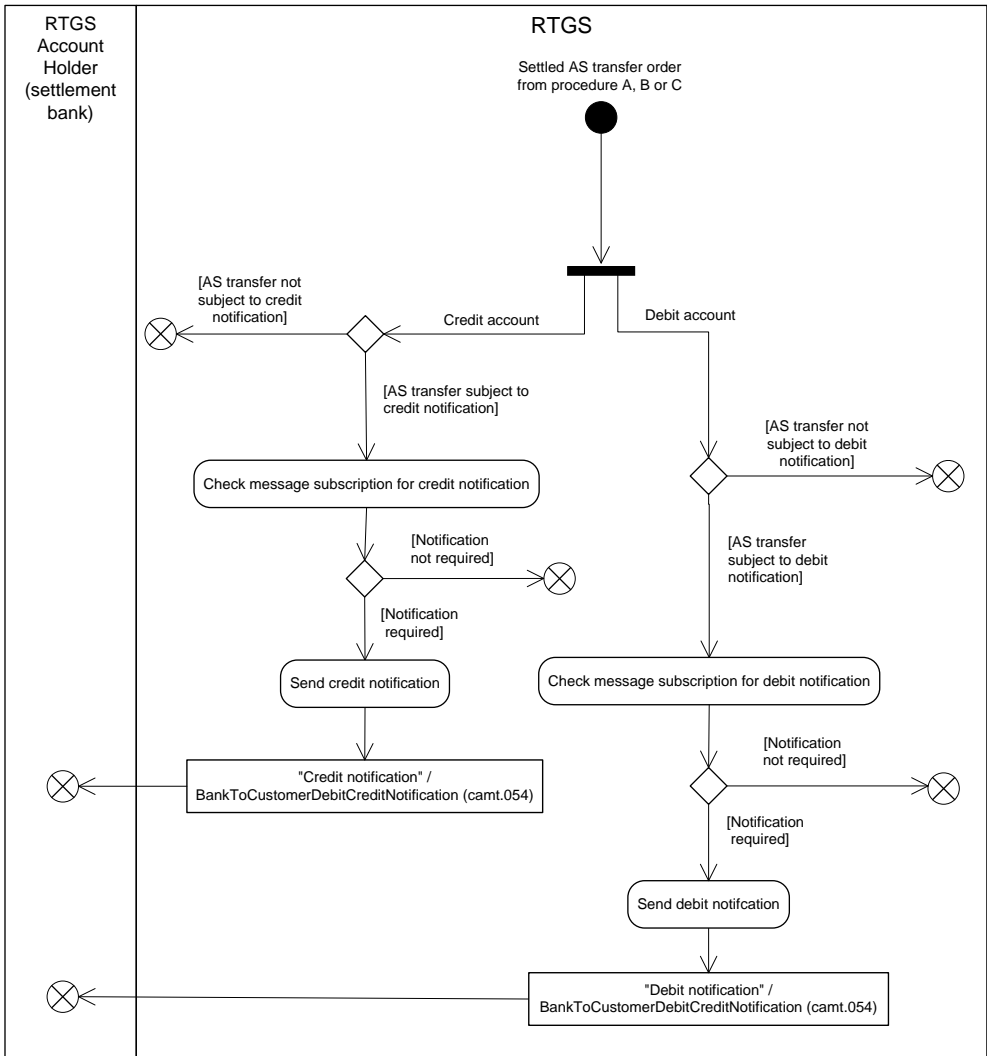 RTGS
Account
Holder
(settlement
bank)
RTGS
Settled AS transfer order
from procedure A, B or C
[AS transfer not
subject to credit
notification]
Credit account
Debit account
[AS transfer subject to
credit notification]
[AS transfer not
subject to debit
notification]
Check message subscription for credit notification
[Notification
not required]
[AS transfer
subject to debit
notification]
[Notification
required]
Send credit notification
Check message subscription for debit notification
"Credit notification" /
BankToCustomerDebitCreditNotification (camt.054)
[Notification
not required]
[Notification
required]
Send debit notifcation
"Debit notification" /
BankToCustomerDebitCreditNotification (camt.054)